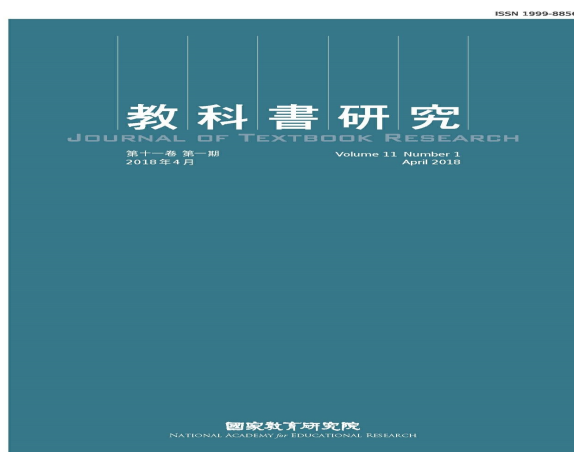 ISSN 1999-8856
教科書研究
JOURNAL OF TEXTBOOK RESEARCH
第十一卷 第一期 Volume 11 Number 1
2018年4月 April 2018
國家教育研究院
NATIONAL ACADEMY for EDUCATIONAL RESEARCH